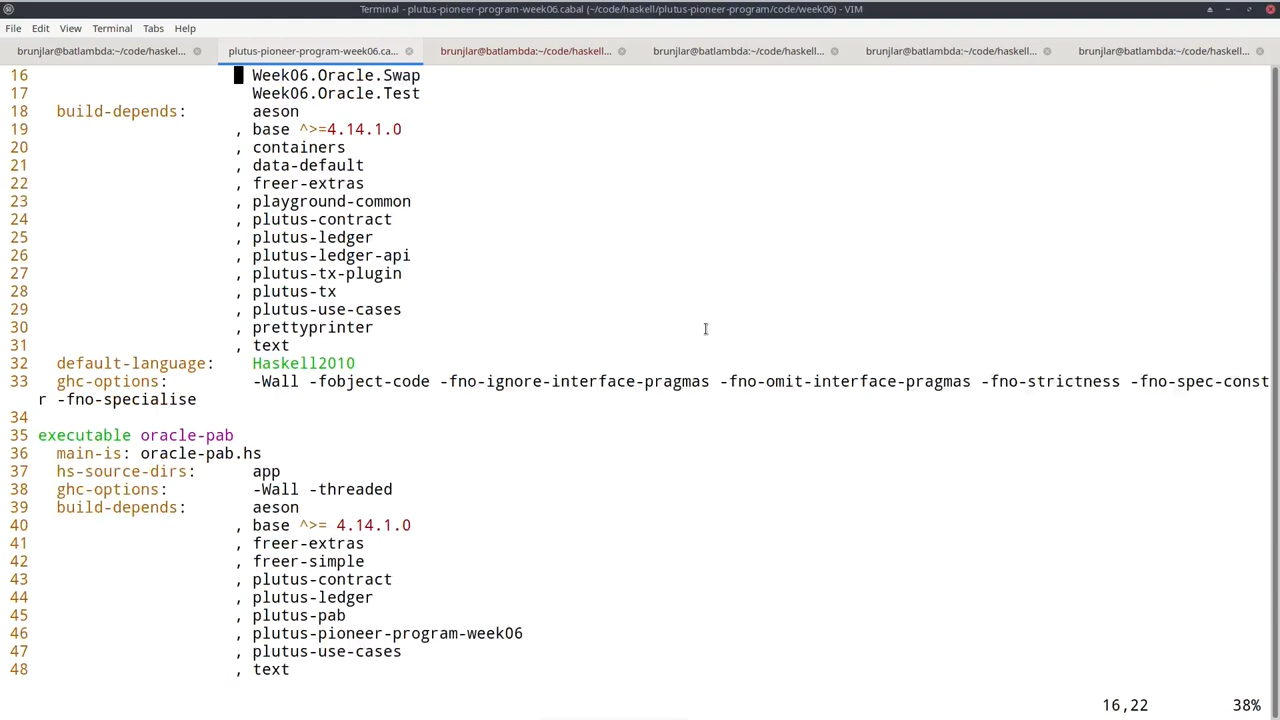 Terminal - plutus-pioneer-program-week06.cabal (~/code/haskell/plutus-pioneer-program/code/week06) - VIM
File Edit View Terminal Tabs Help
brunjlar@batlambda:~/code/haskel... plutus-pioneer-program-week06.ca... brunjlar@batlambda:~/code/haskell... brunjlar@batlambda:~/code/haskell... brunjlar@batlambda:~/code/haskell... brunjlar@batlambda:~/code/haskell...
16 Week06.Oracle.Swap
17 Week06.Oracle.Test
18 build-depends: aeson
19 , base ^>=4.14.1.0
20 , containers
21 , data-default
22 , freer-extras
23 , playground-common
24 , plutus-contract
25 , plutus-ledger
26 , plutus-ledger-api
27 , plutus-tx-plugin
28 , plutus-tx
29 , plutus-use-cases
30 , prettyprinter
31 , text
32 default-language: Haskell2010
33 ghc-options: -Wall -fobject-code -fno-ignore-interface-pragmas -fno-omit-interface-pragmas -fno-strictness -fno-spec-const
r -fno-specialise
34
35 executable oracle-pab
36 main-is: oracle-pab.hs
37 hs-source-dirs: app
38 ghc-options: -Wall -threaded
39 build-depends: aeson
40 , base ^>= 4.14.1.0
41 , freer-extras
42 , freer-simple
43 , plutus-contract
44 , plutus-ledger
45 , plutus-pab
46 , plutus-pioneer-program-week06
47 , plutus-use-cases
48 , text
16,22 38%